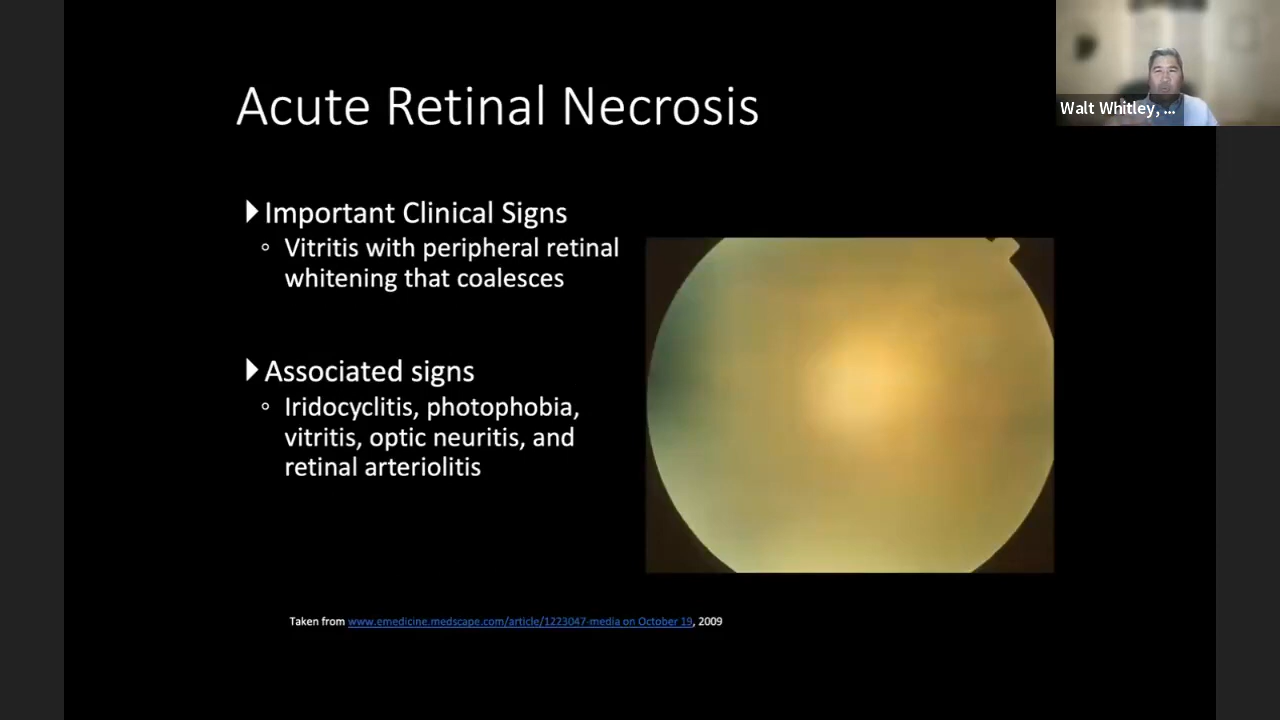 Acute Retinal Necrosis
Walt Whitley, ...
Important Clinical Signs
Vitritis with peripheral retinal
whitening that coalesces
Associated signs
Iridocyclitis, photophobia,
vitritis, optic neuritis, and
retinal arteriolitis
Taken from www.emedicine.medscape.com/article/1223047-media on October 19, 2009